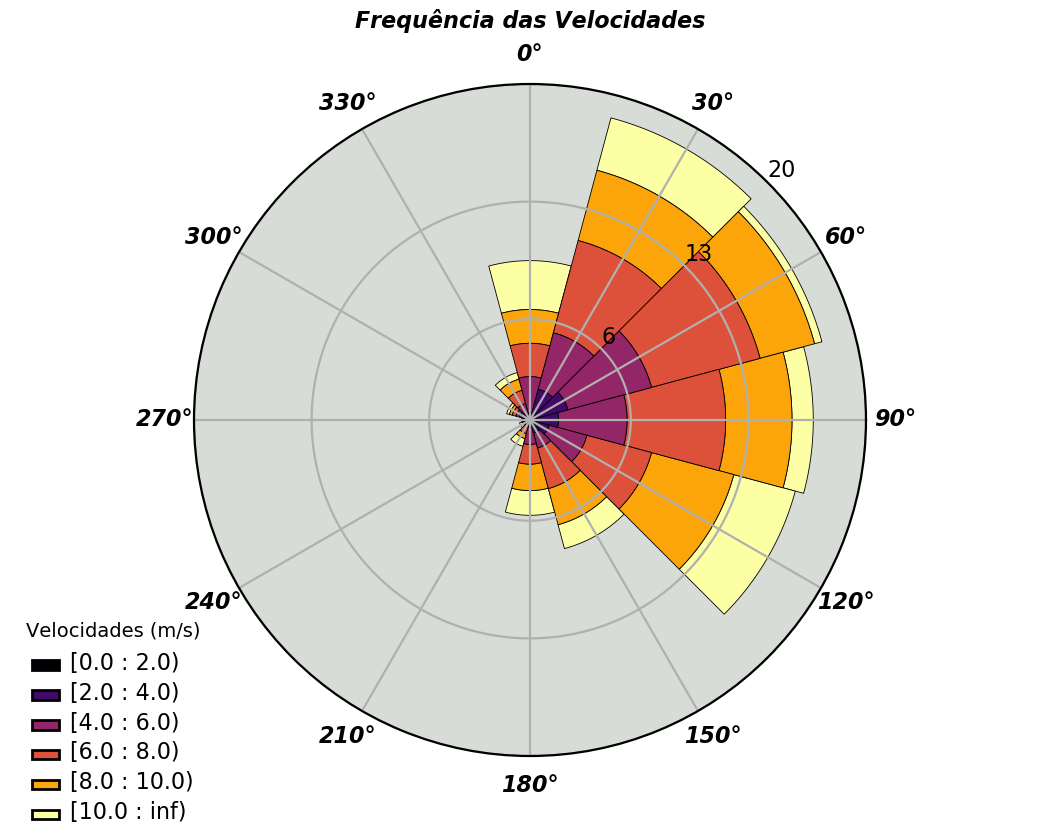 Frequência das Velocidades
0°
330°
30°
20
300°
60°
13
6
270°
90°
240°
120°
210°
150°
180°
Velocidades (m/s)
[0.0 : 2.0)
[2.0 : 4.0)
[4.0 : 6.0)
[6.0 : 8.0)
[8.0 : 10.0)
[10.0 : inf)